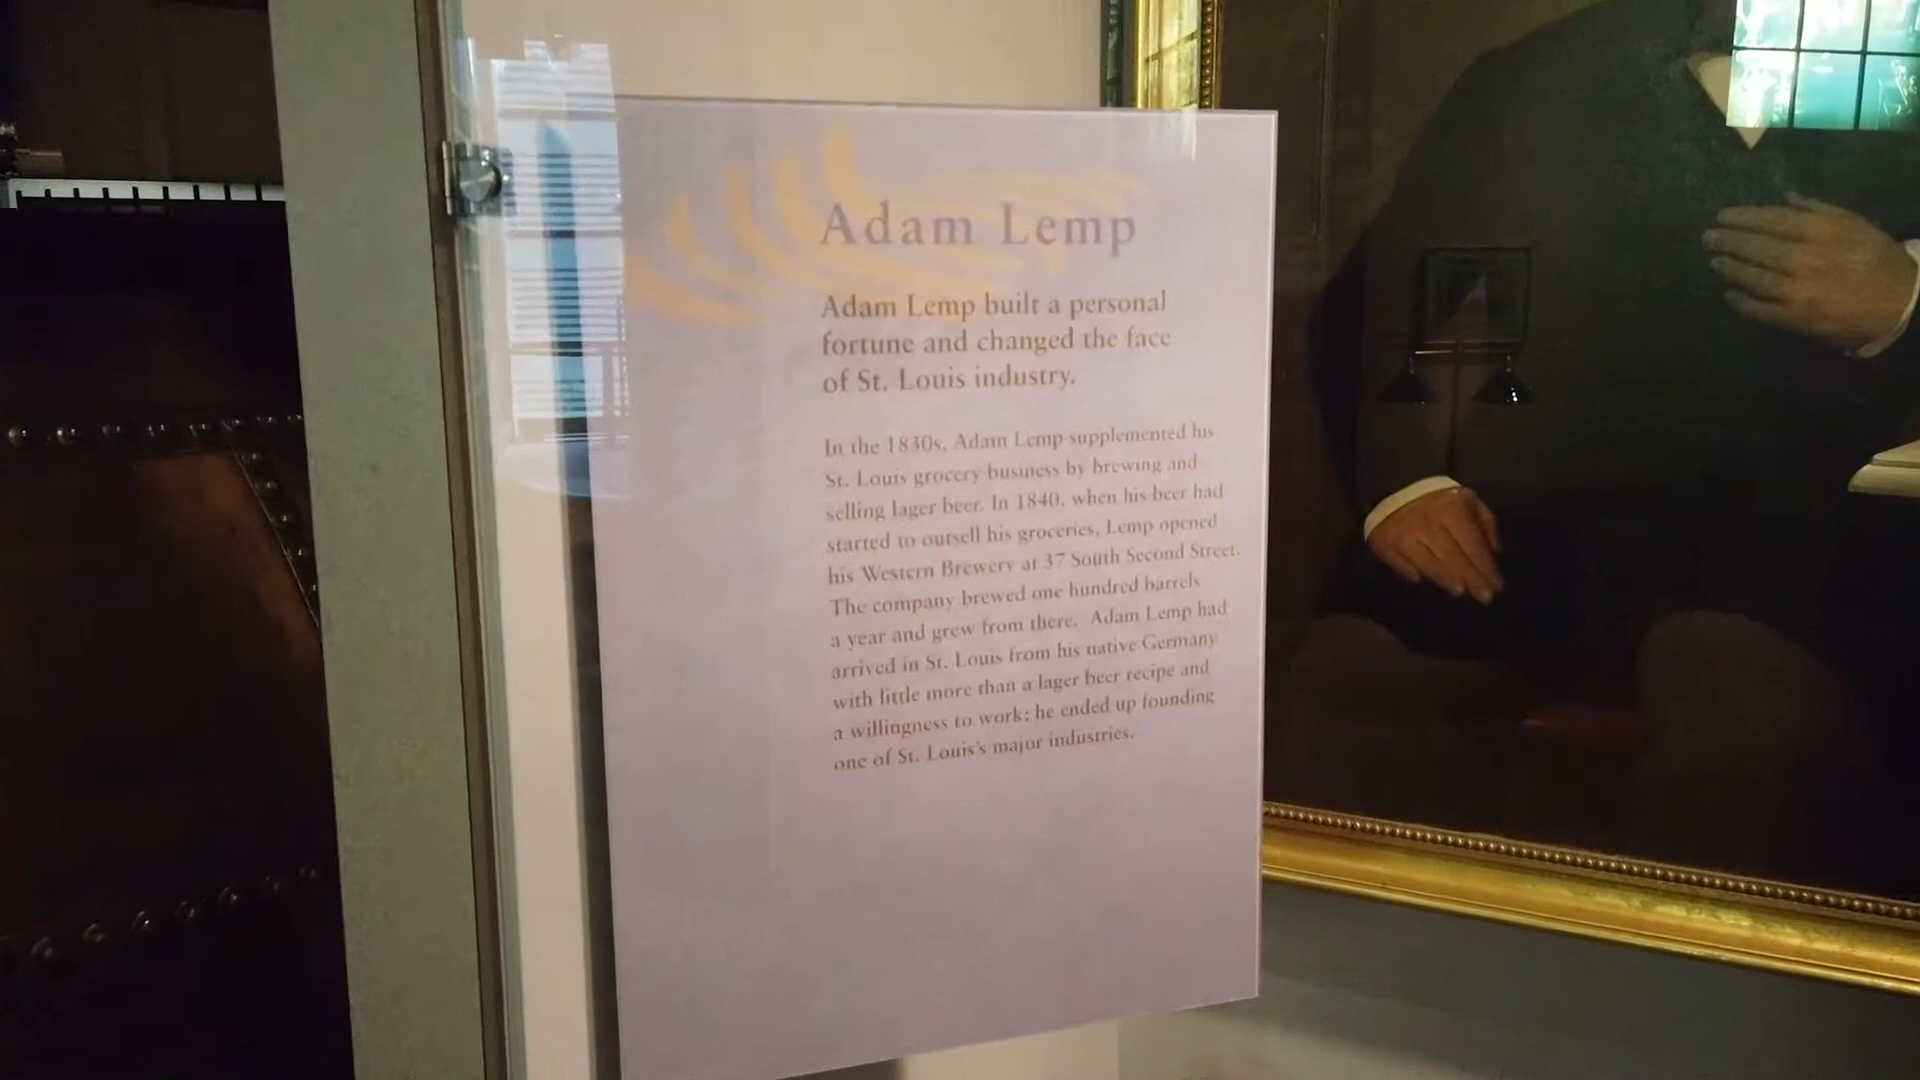 Adam Lemp
Adam Lemp built a personal
fortune and changed the face
of St. Louis industry.
In the 1830s, Adam Lemp supplemented his
St. Louis grocery business by brewing and
selling lager beer. In 1840, when his beer had
started to outsell his groceries, Lemp opened
his Western Brewery at 37 South Second Street.
The company brewed one hundred barrels
a year and grew from there. Adam Lemp had
arrived in St. Louis from his native Germany
with little more than a lager beer recipe and
a willingness to work; he ended up founding
one of St. Louis's major industries.